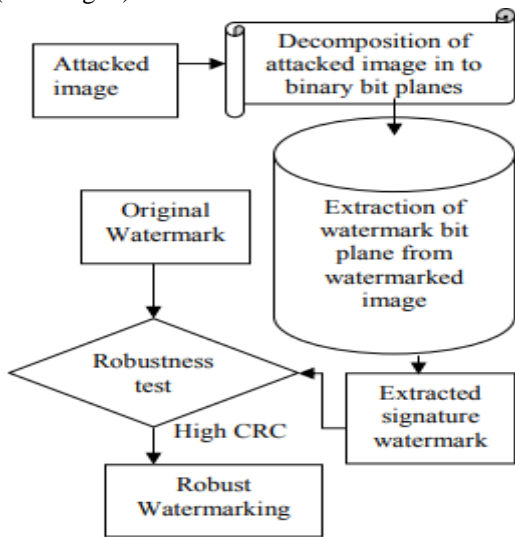 Attacked
image
Decomposition of
attacked image in to
binary bit planes
Extraction of
watermark bit
plane from
watermarked
image
Original
Watermark
Robustness
test
Extracted
signature
watermark
High CRC
Robust
Watermarking